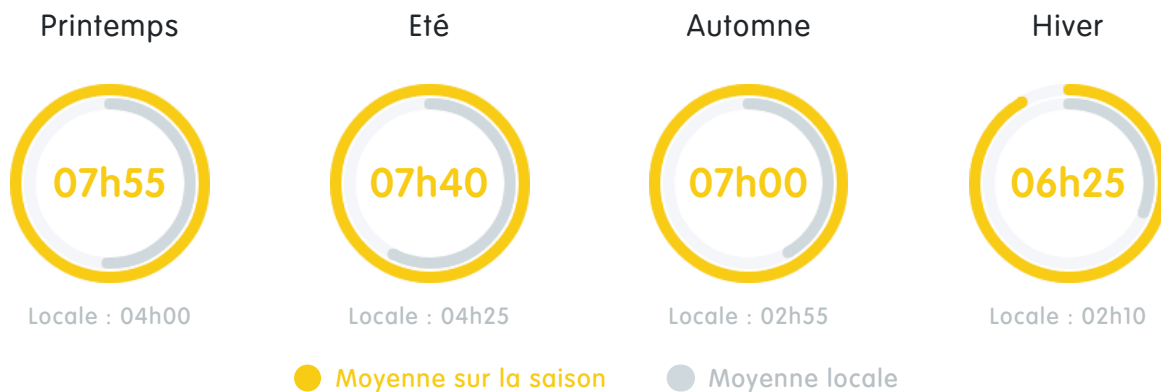 Printemps
Eté
Automne
Hiver
07h55
07h40
07h00
06h25
Locale : 04h00
Locale : 04h25
Locale : 02h55
Locale : 02h10
Moyenne sur la saison
Moyenne locale